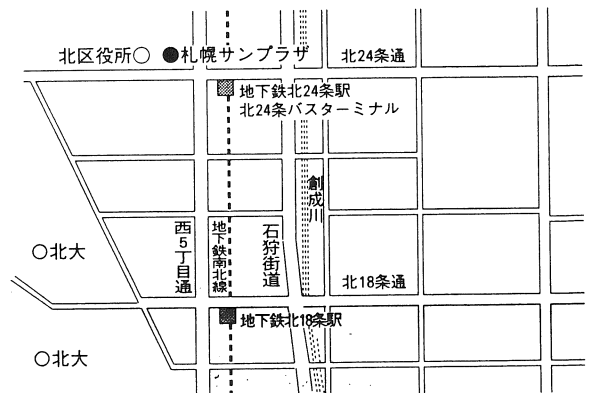 北区役所○ ●札幌サンプラザ
北24条通
地下鉄北24条駅
北24条バスターミナル
創成川
西5丁目通
地下鉄南北線
石狩街道
○北大
北18条通
地下鉄北18条駅
○北大